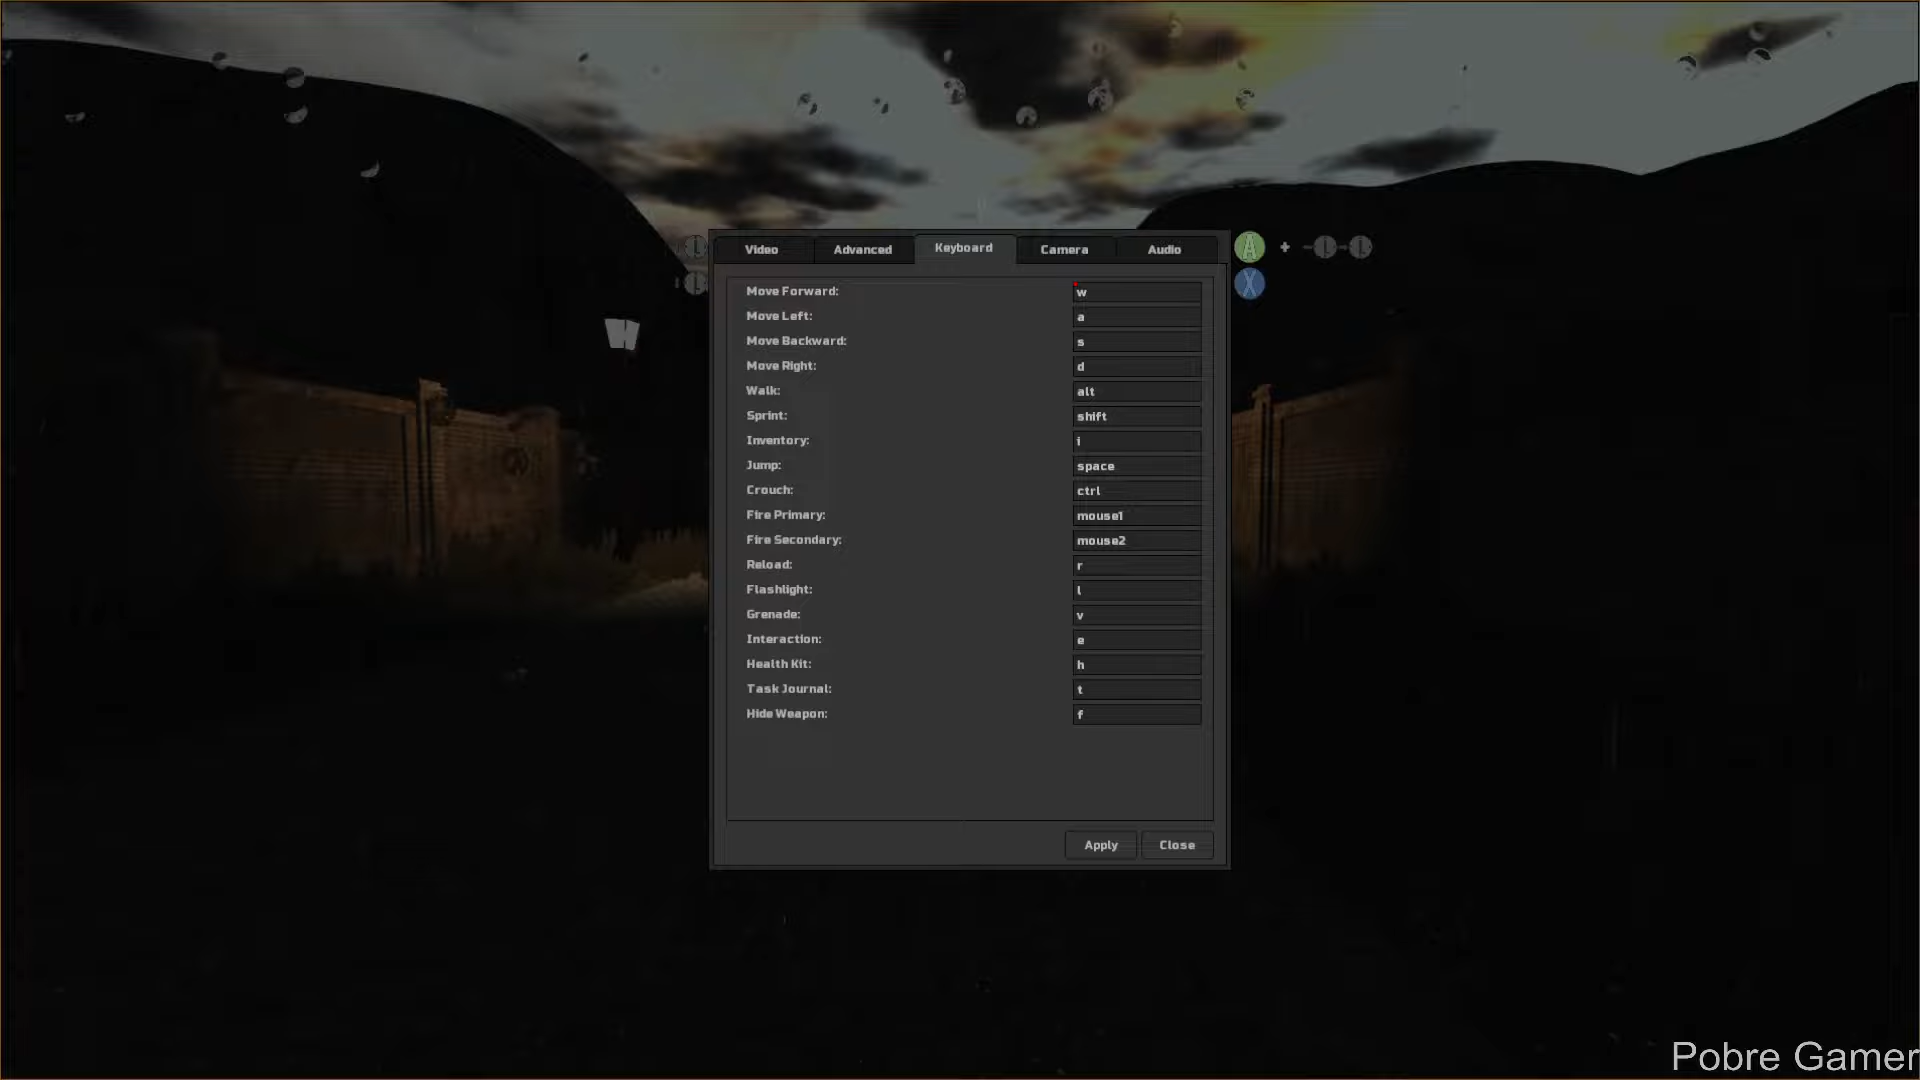 Video Advanced Keyboard Camera Audio
A + L L
L X
Move Forward: w
Move Left: a
Move Backward: s
Move Right: d
Walk: alt
Sprint: shift
Inventory: i
Jump: space
Crouch: ctrl
Fire Primary: mouse1
Fire Secondary: mouse2
Reload: r
Flashlight: l
Grenade: v
Interaction: e
Health Kit: h
Task Journal: t
Hide Weapon: f
Apply Close
Pobre Gamer